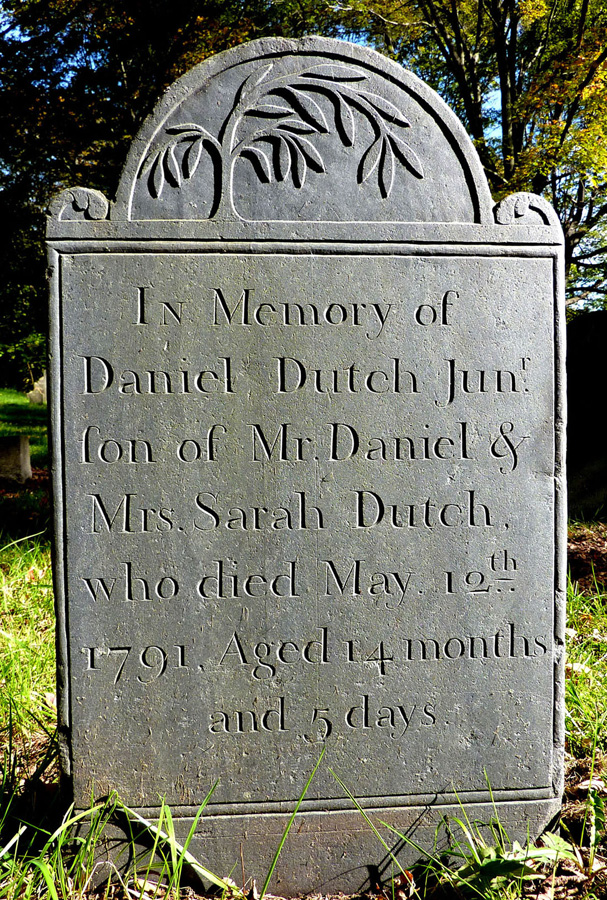 In Memory of
Daniel Dutch Junʳ.
ſon of Mr. Daniel &
Mrs. Sarah Dutch,
who died May. 12ᵗʰ.
1791, Aged 14 months
and 5 days.